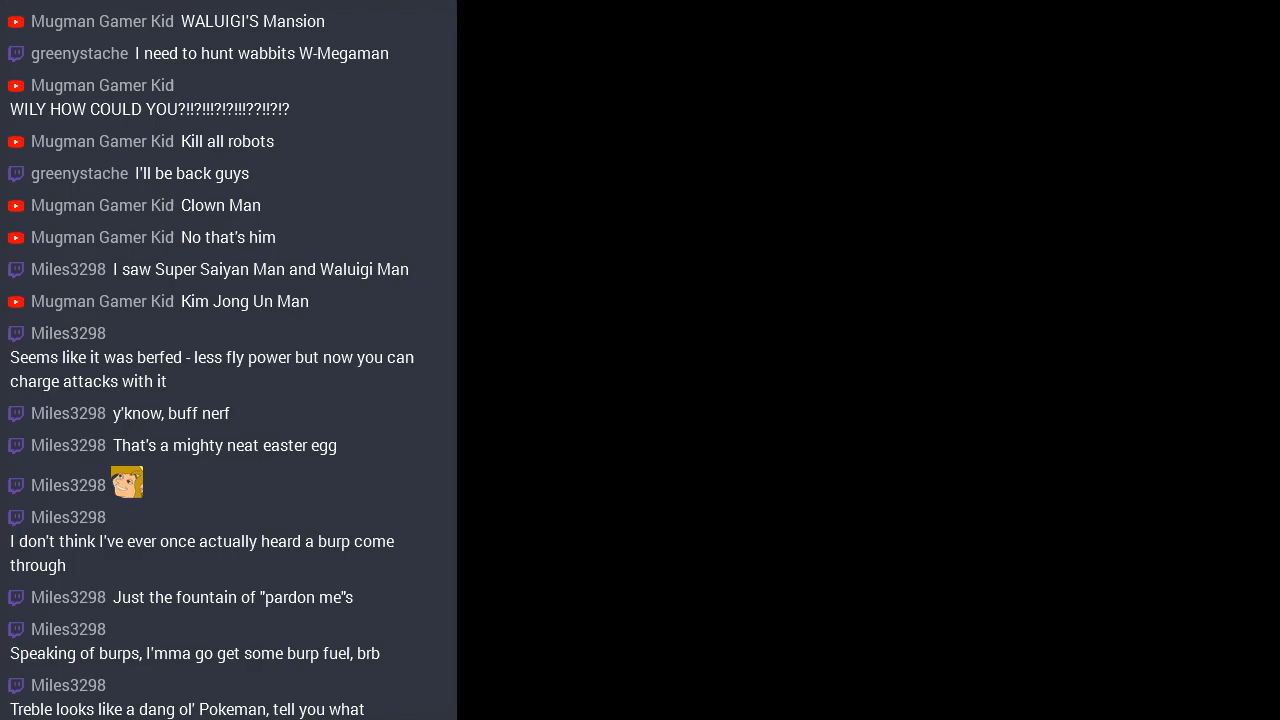 Mugman Gamer Kid WALUIGI'S Mansion
greenystache I need to hunt wabbits W-Megaman
Mugman Gamer Kid
WILY HOW COULD YOU?!!?!!!?!?!!!??!!?!?
Mugman Gamer Kid Kill all robots
greenystache I'll be back guys
Mugman Gamer Kid Clown Man
Mugman Gamer Kid No that's him
Miles3298 I saw Super Saiyan Man and Waluigi Man
Mugman Gamer Kid Kim Jong Un Man
Miles3298
Seems like it was berfed - less fly power but now you can
charge attacks with it
Miles3298 y'know, buff nerf
Miles3298 That's a mighty neat easter egg
Miles3298
Miles3298
I don't think I've ever once actually heard a burp come
through
Miles3298 Just the fountain of "pardon me"s
Miles3298
Speaking of burps, I'mma go get some burp fuel, brb
Miles3298
Treble looks like a dang ol' Pokeman, tell you what